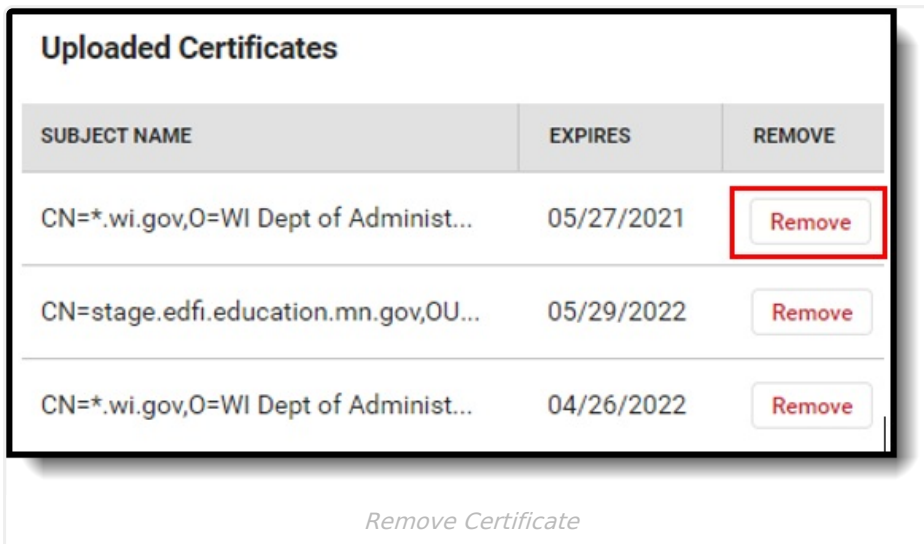 Uploaded Certificates
SUBJECT NAME EXPIRES REMOVE
CN=*.wi.gov,O=WI Dept of Administ... 05/27/2021 Remove
CN=stage.edfi.education.mn.gov,OU... 05/29/2022 Remove
CN=*.wi.gov,O=WI Dept of Administ... 04/26/2022 Remove
Remove Certificate